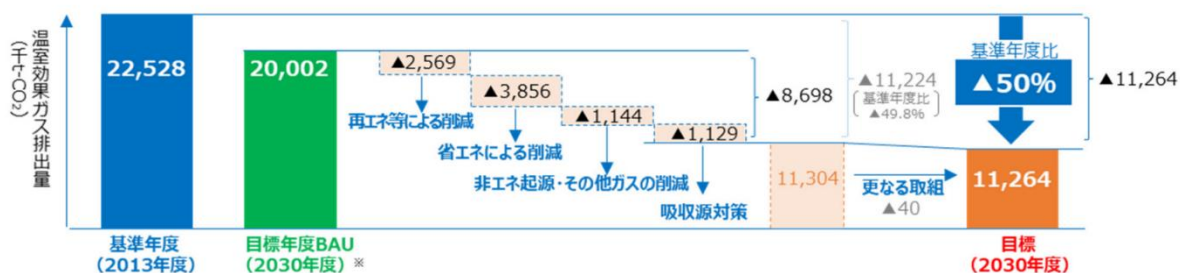 温室効果ガス排出量
(千t-CO₂)
22,528
基準年度
(2013年度)
20,002
目標年度BAU
(2030年度) ※
▲2,569
再エネ等による削減
▲3,856
省エネによる削減
▲1,144
非エネ起源・その他ガスの削減
▲1,129
吸収源対策
▲8,698
11,304
▲11,224
基準年度比
▲49.8%
更なる取組
▲40
基準年度比
▲50%
▲11,264
11,264
目標
(2030年度)